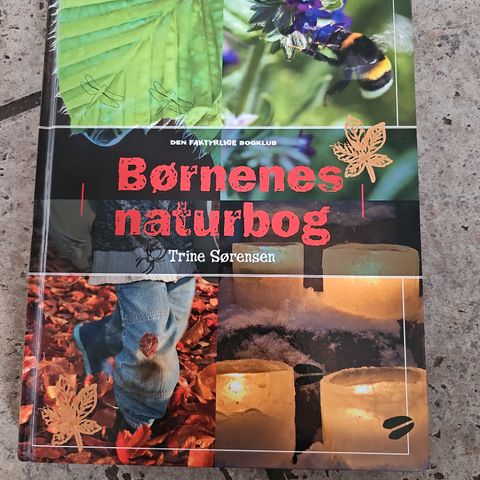 DEN FAKTYRLIGE BOGKLUB
Børnenes
naturbog
Trine Sørensen